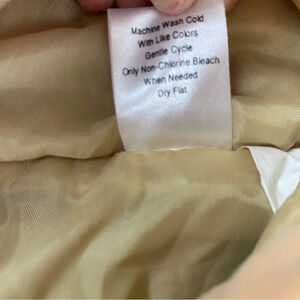 Machine Wash Cold
With Like Colors
Gentle Cycle
Only Non-Chlorine Bleach
When Needed
Dry Flat